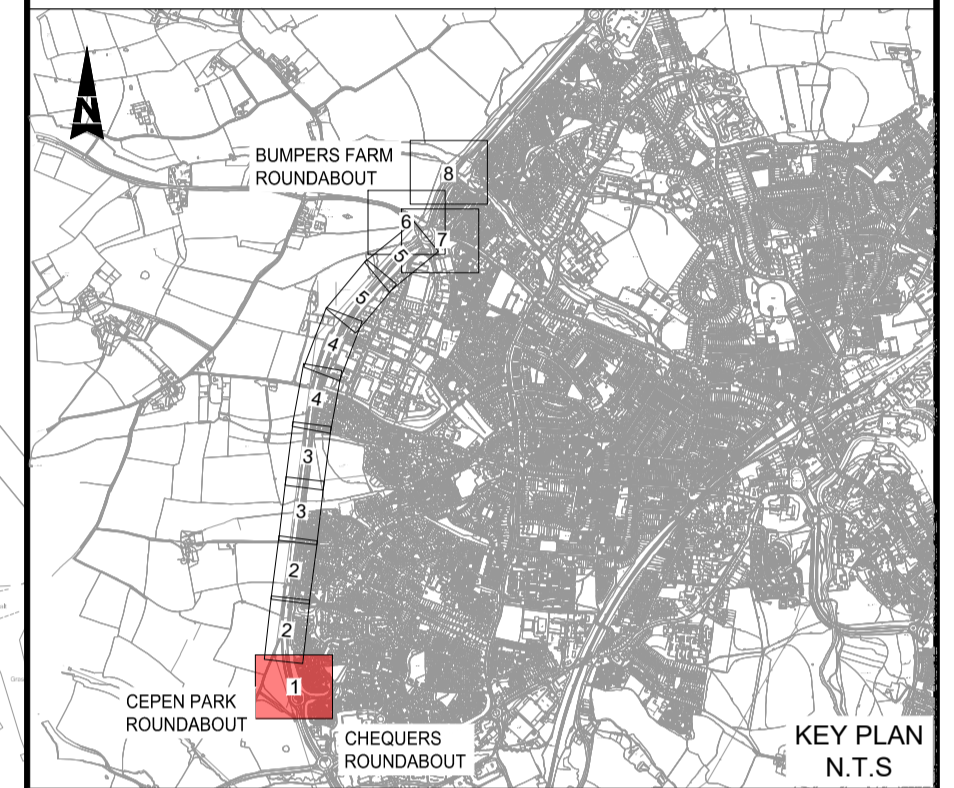 N
BUMPERS FARM
ROUNDABOUT
8
6
7
5
5
4
4
3
3
2
2
1
CEPEN PARK
ROUNDABOUT
CHEQUERS
ROUNDABOUT
KEY PLAN
N.T.S